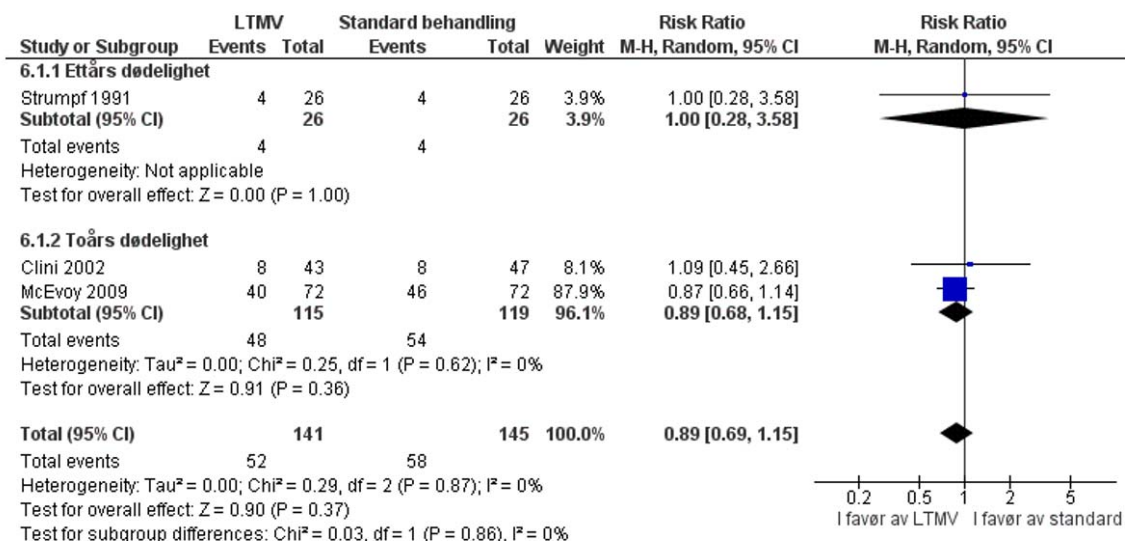 LTMV Standard behandling Risk Ratio Risk Ratio
Study or Subgroup Events Total Events Total Weight M-H, Random, 95% CI M-H, Random, 95% CI
6.1.1 Ettårs dødelighet
Strumpf 1991 4 26 4 26 3.9% 1.00 [0.28, 3.58]
Subtotal (95% CI) 26 26 3.9% 1.00 [0.28, 3.58]
Total events 4 4
Heterogeneity: Not applicable
Test for overall effect: Z = 0.00 (P = 1.00)
6.1.2 Toårs dødelighet
Clini 2002 8 43 8 47 8.1% 1.09 [0.45, 2.66]
McEvoy 2009 40 72 46 72 87.9% 0.87 [0.66, 1.14]
Subtotal (95% CI) 115 119 96.1% 0.89 [0.68, 1.15]
Total events 48 54
Heterogeneity: Tau² = 0.00; Chi² = 0.25, df = 1 (P = 0.62); I² = 0%
Test for overall effect: Z = 0.91 (P = 0.36)
Total (95% CI) 141 145 100.0% 0.89 [0.69, 1.15]
Total events 52 58
Heterogeneity: Tau² = 0.00; Chi² = 0.29, df = 2 (P = 0.87); I² = 0%
Test for overall effect: Z = 0.90 (P = 0.37)
Test for subgroup differences: Chi² = 0.03, df = 1 (P = 0.86), I² = 0%
0.2 0.5 1 2 5
I favør av LTMV I favør av standard